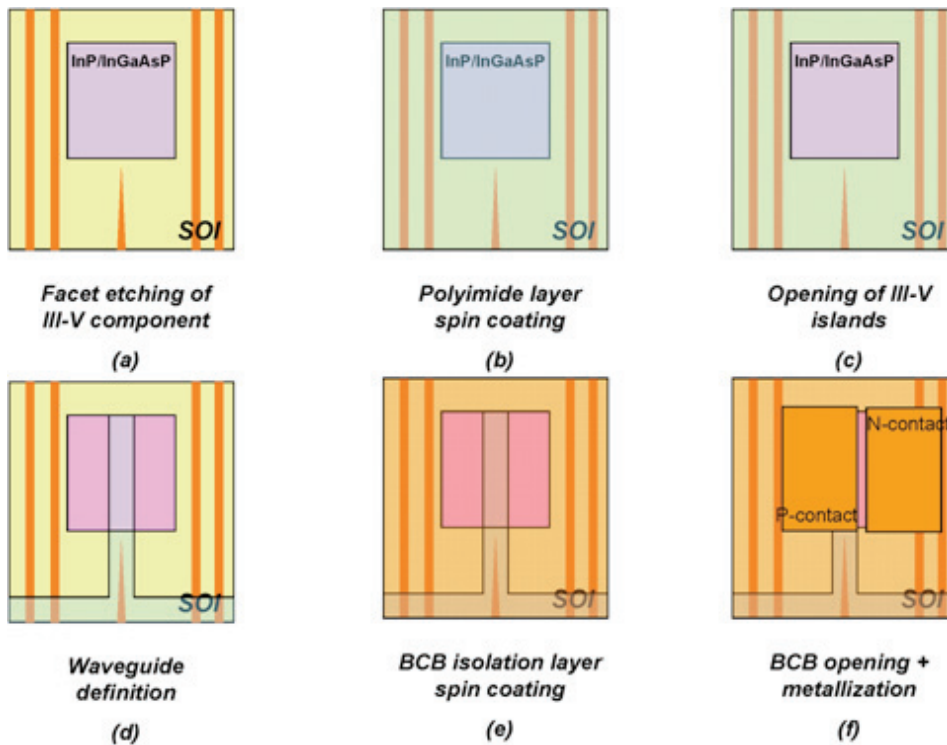 InP/InGaAsP
InP/InGaAsP
InP/InGaAsP
SOI
SOI
SOI
Facet etching of
III-V component
(a)
Polyimide layer
spin coating
(b)
Opening of III-V
islands
(c)
SOI
Waveguide
definition
(d)
SOI
BCB isolation layer
spin coating
(e)
N-contact
P-contact
SOI
BCB opening +
metallization
(f)